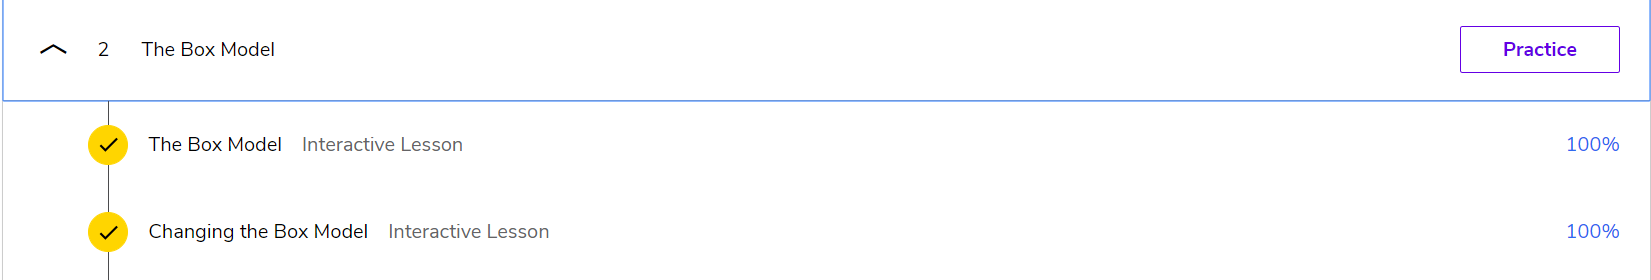 2 The Box Model Practice
The Box Model Interactive Lesson 100%
Changing the Box Model Interactive Lesson 100%